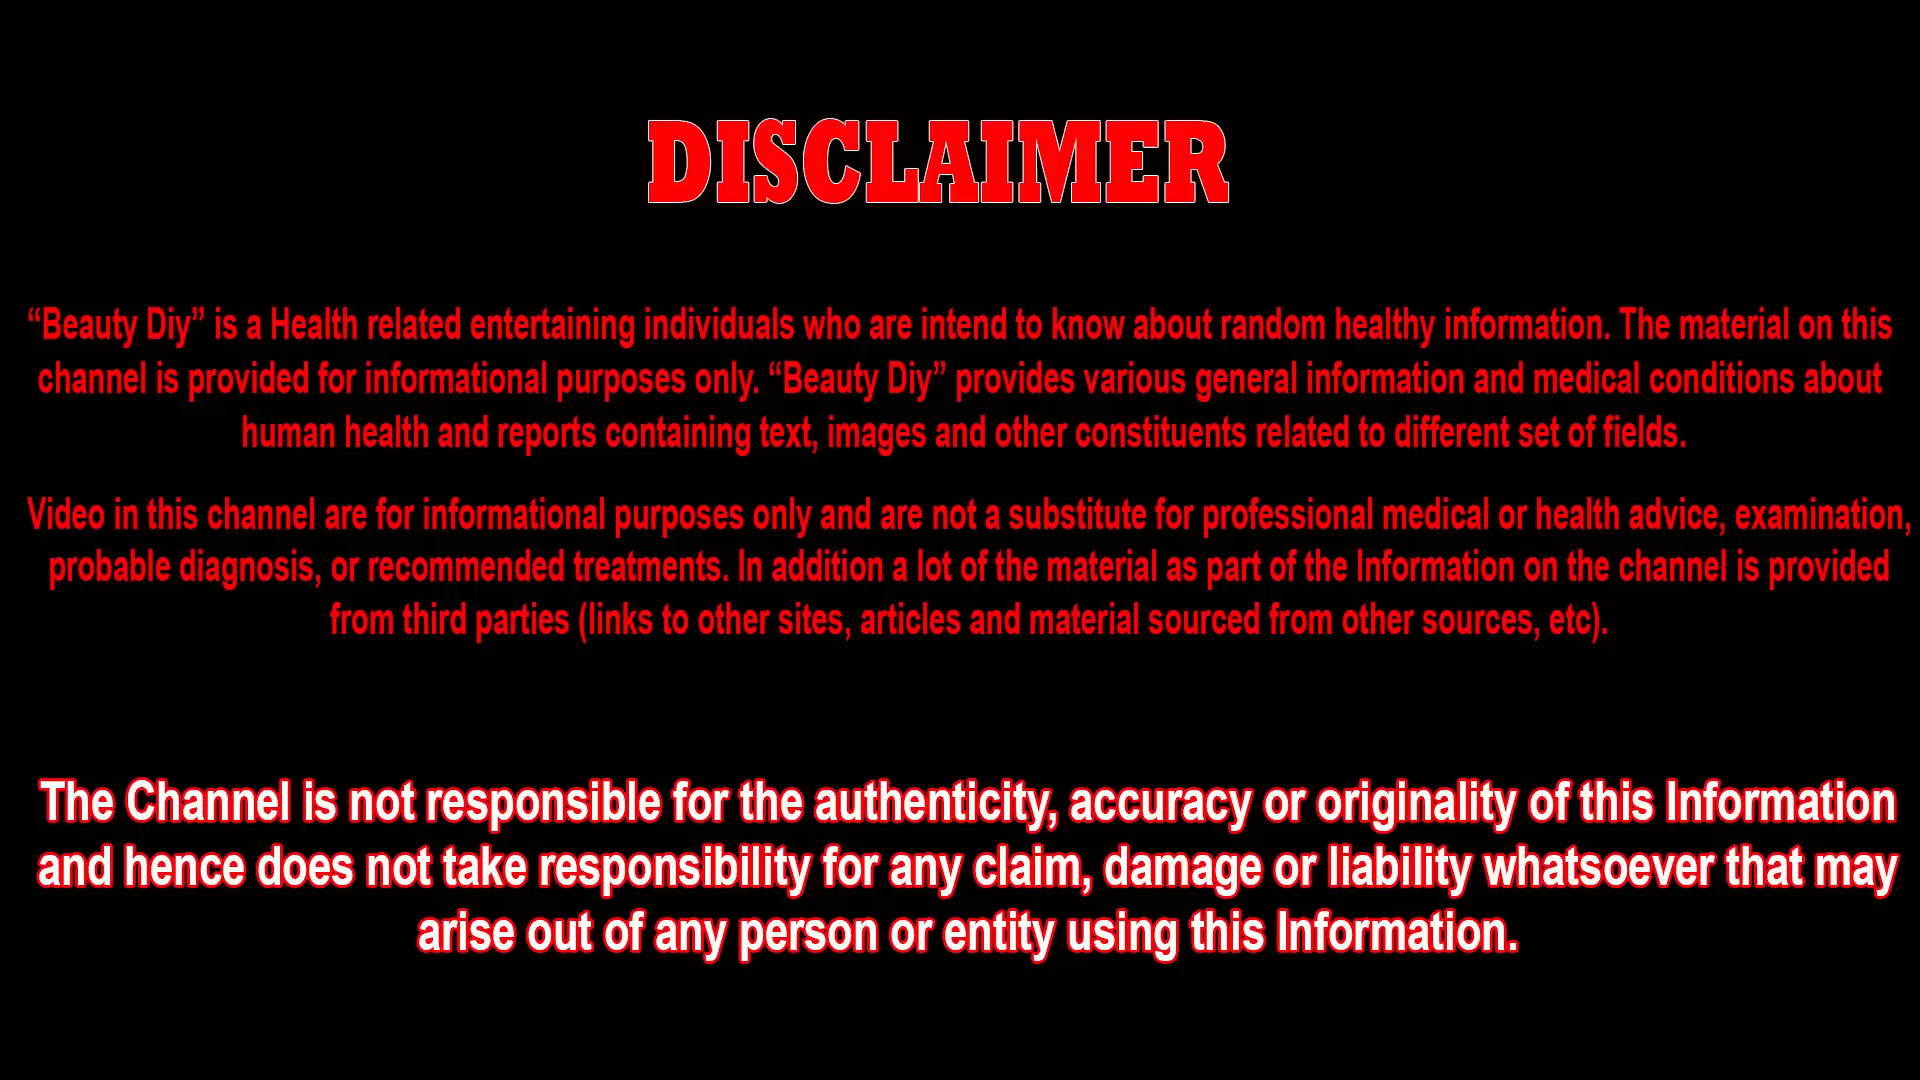 DISCLAIMER
“Beauty Diy” is a Health related entertaining individuals who are intend to know about random healthy information. The material on this
channel is provided for informational purposes only. “Beauty Diy” provides various general information and medical conditions about
human health and reports containing text, images and other constituents related to different set of fields.
Video in this channel are for informational purposes only and are not a substitute for professional medical or health advice, examination,
probable diagnosis, or recommended treatments. In addition a lot of the material as part of the Information on the channel is provided
from third parties (links to other sites, articles and material sourced from other sources, etc).
The Channel is not responsible for the authenticity, accuracy or originality of this Information
and hence does not take responsibility for any claim, damage or liability whatsoever that may
arise out of any person or entity using this Information.